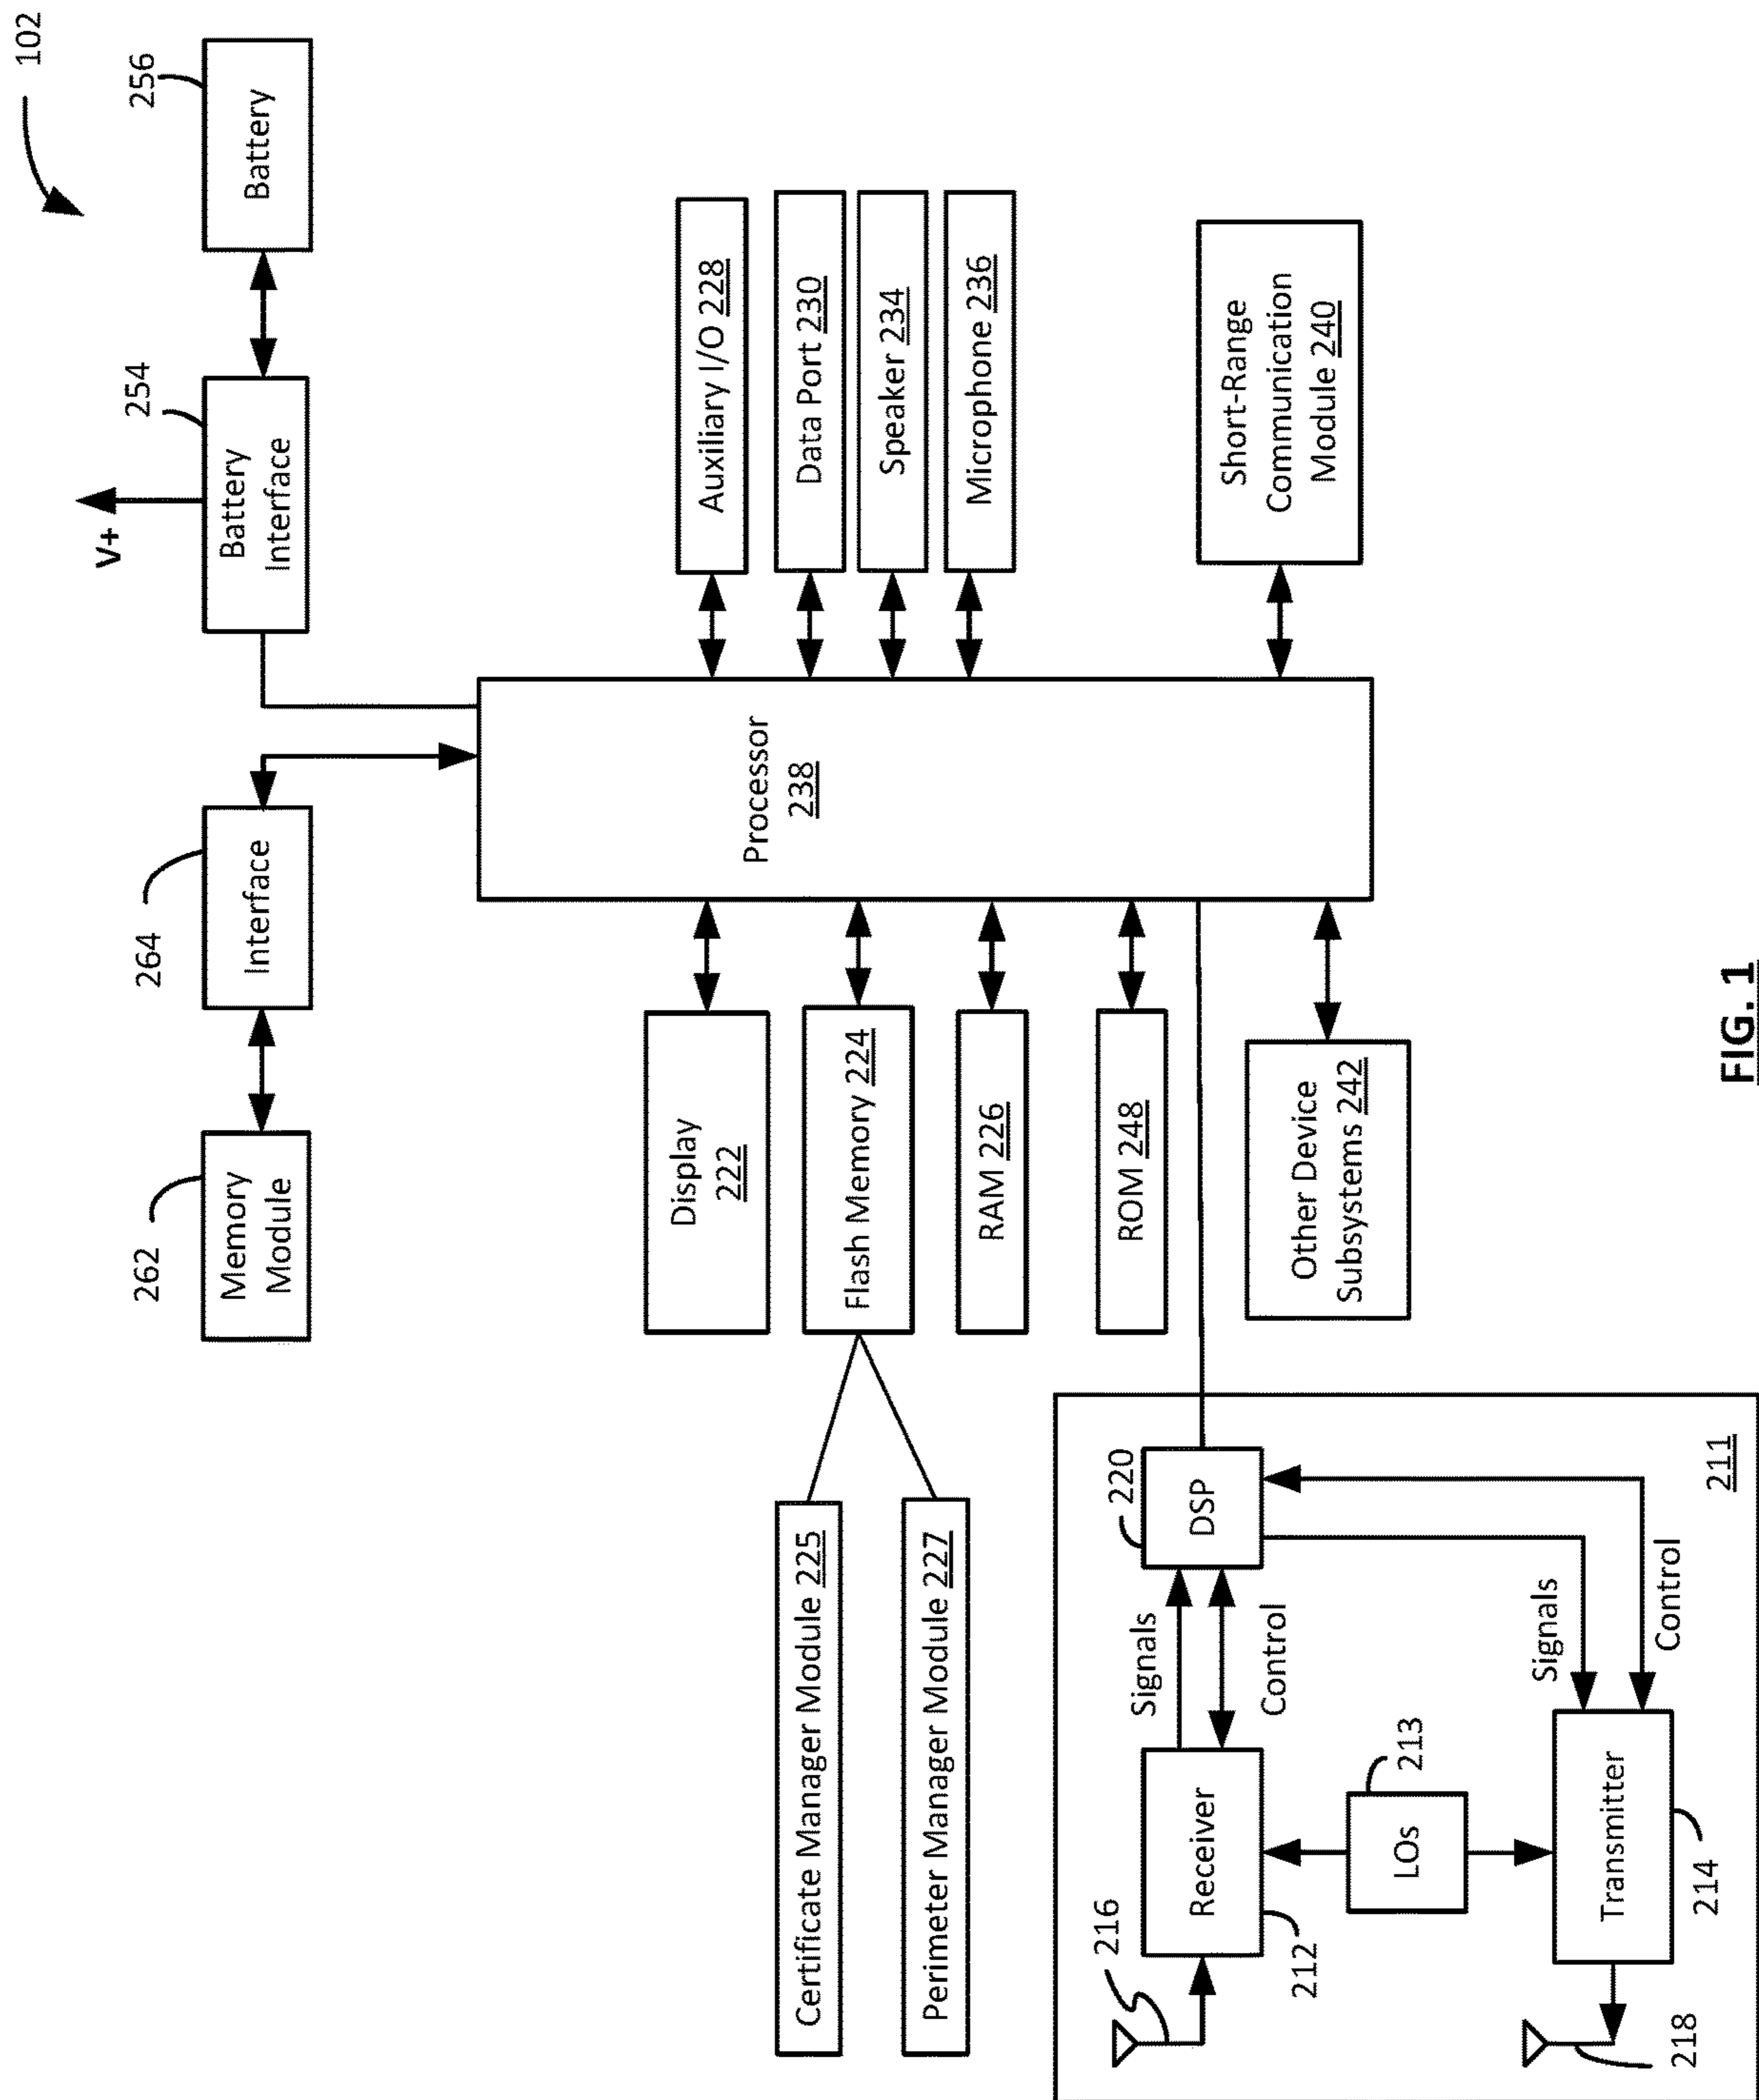 102
262
Memory
Module
264
Interface
V+
254
Battery
Interface
256
Battery
Display
222
Flash Memory 224
RAM 226
ROM 248
Other Device
Subsystems 242
Processor
238
Auxiliary I/O 228
Data Port 230
Speaker 234
Microphone 236
Short-Range
Communication
Module 240
Certificate Manager Module 225
Perimeter Manager Module 227
216
Receiver
212
Signals
Control
220
DSP
LOs
213
Signals
Control
Transmitter
214
218
211
FIG. 1